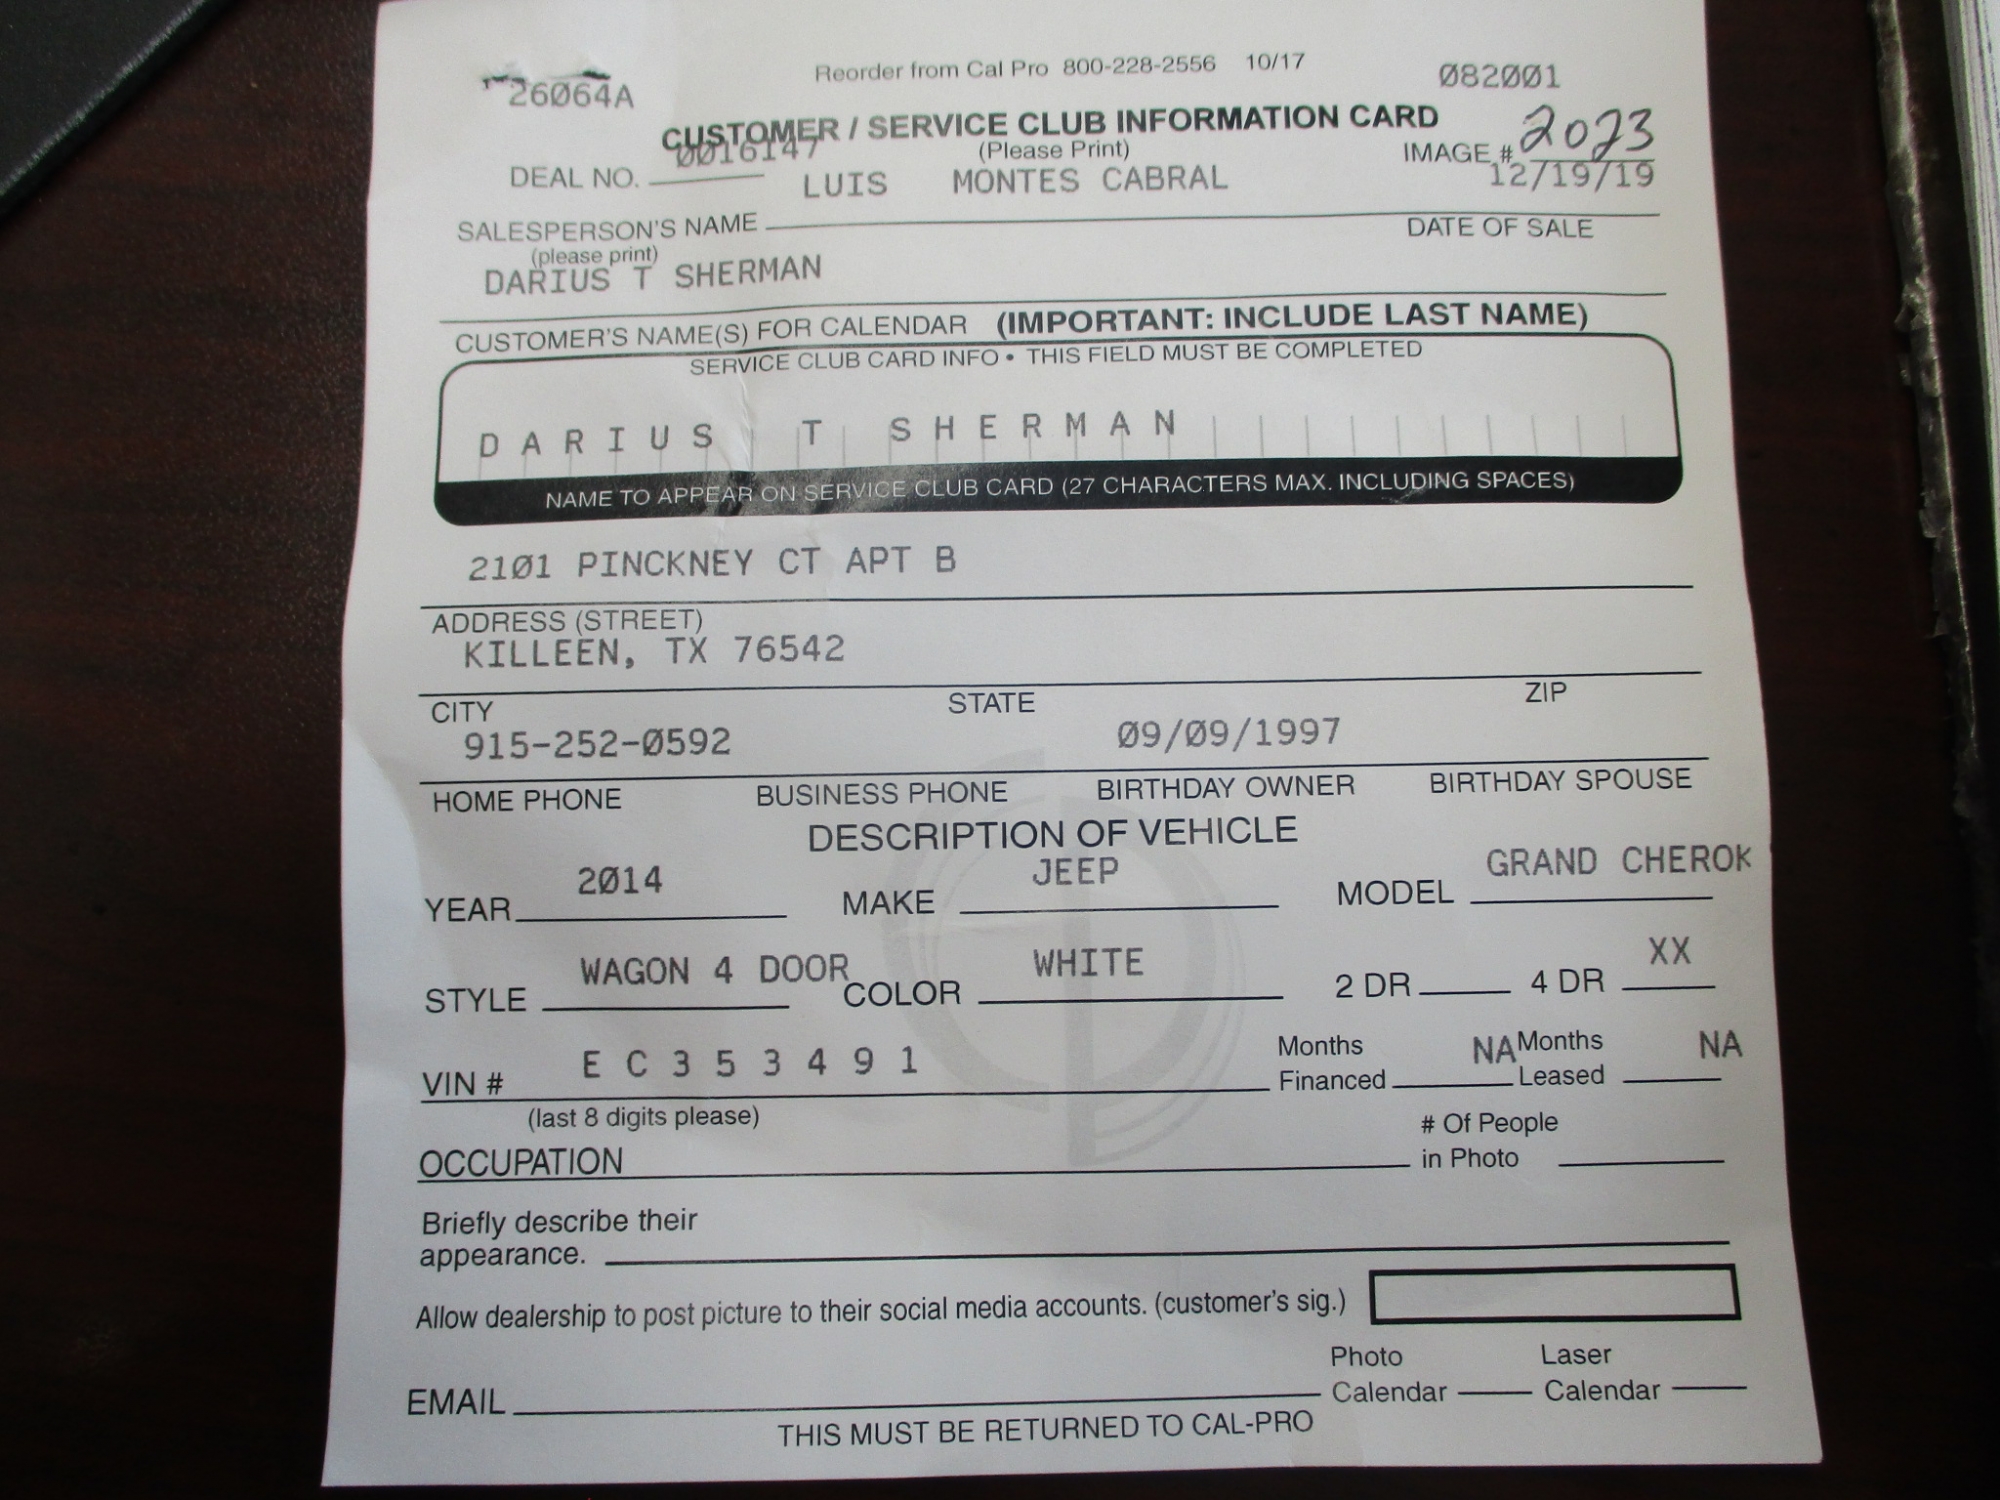 26064A Reorder from Cal Pro 800-228-2556 10/17 082001
CUSTOMER / SERVICE CLUB INFORMATION CARD
DEAL NO. 0016147 (Please Print) IMAGE # 2073
LUIS MONTES CABRAL 12/19/19
SALESPERSON'S NAME DATE OF SALE
(please print)
DARIUS T SHERMAN
CUSTOMER'S NAME(S) FOR CALENDAR (IMPORTANT: INCLUDE LAST NAME)
SERVICE CLUB CARD INFO • THIS FIELD MUST BE COMPLETED
DARIUS T SHERMAN
NAME TO APPEAR ON SERVICE CLUB CARD (27 CHARACTERS MAX. INCLUDING SPACES)
2101 PINCKNEY CT APT B
ADDRESS (STREET)
KILLEEN, TX 76542
CITY STATE ZIP
915-252-0592 09/09/1997
HOME PHONE BUSINESS PHONE BIRTHDAY OWNER BIRTHDAY SPOUSE
DESCRIPTION OF VEHICLE
YEAR 2014 MAKE JEEP MODEL GRAND CHEROK
STYLE WAGON 4 DOOR COLOR WHITE 2 DR 4 DR XX
VIN # EC353491 Months Financed NA Months Leased NA
(last 8 digits please)
OCCUPATION # Of People in Photo
Briefly describe their
appearance.
Allow dealership to post picture to their social media accounts. (customer's sig.)
EMAIL Photo Calendar Laser Calendar
THIS MUST BE RETURNED TO CAL-PRO